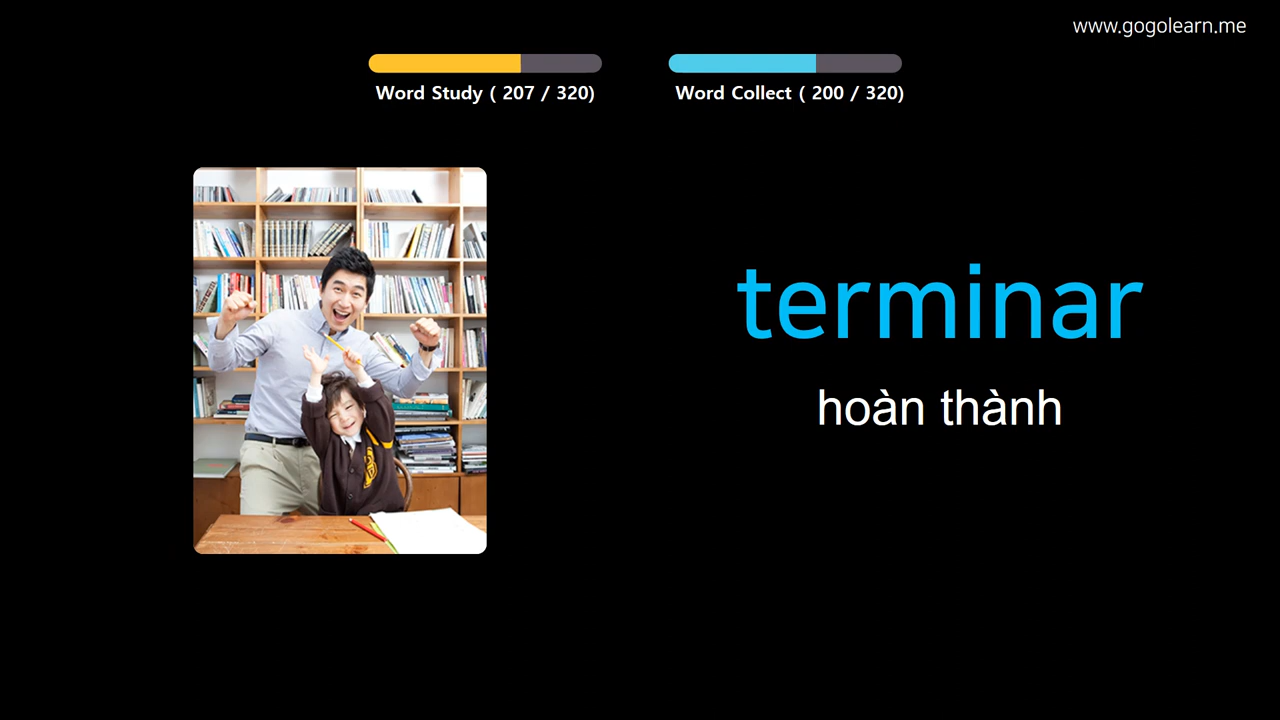 www.gogolearn.me
Word Study ( 207 / 320)
Word Collect ( 200 / 320)
terminar
hoàn thành